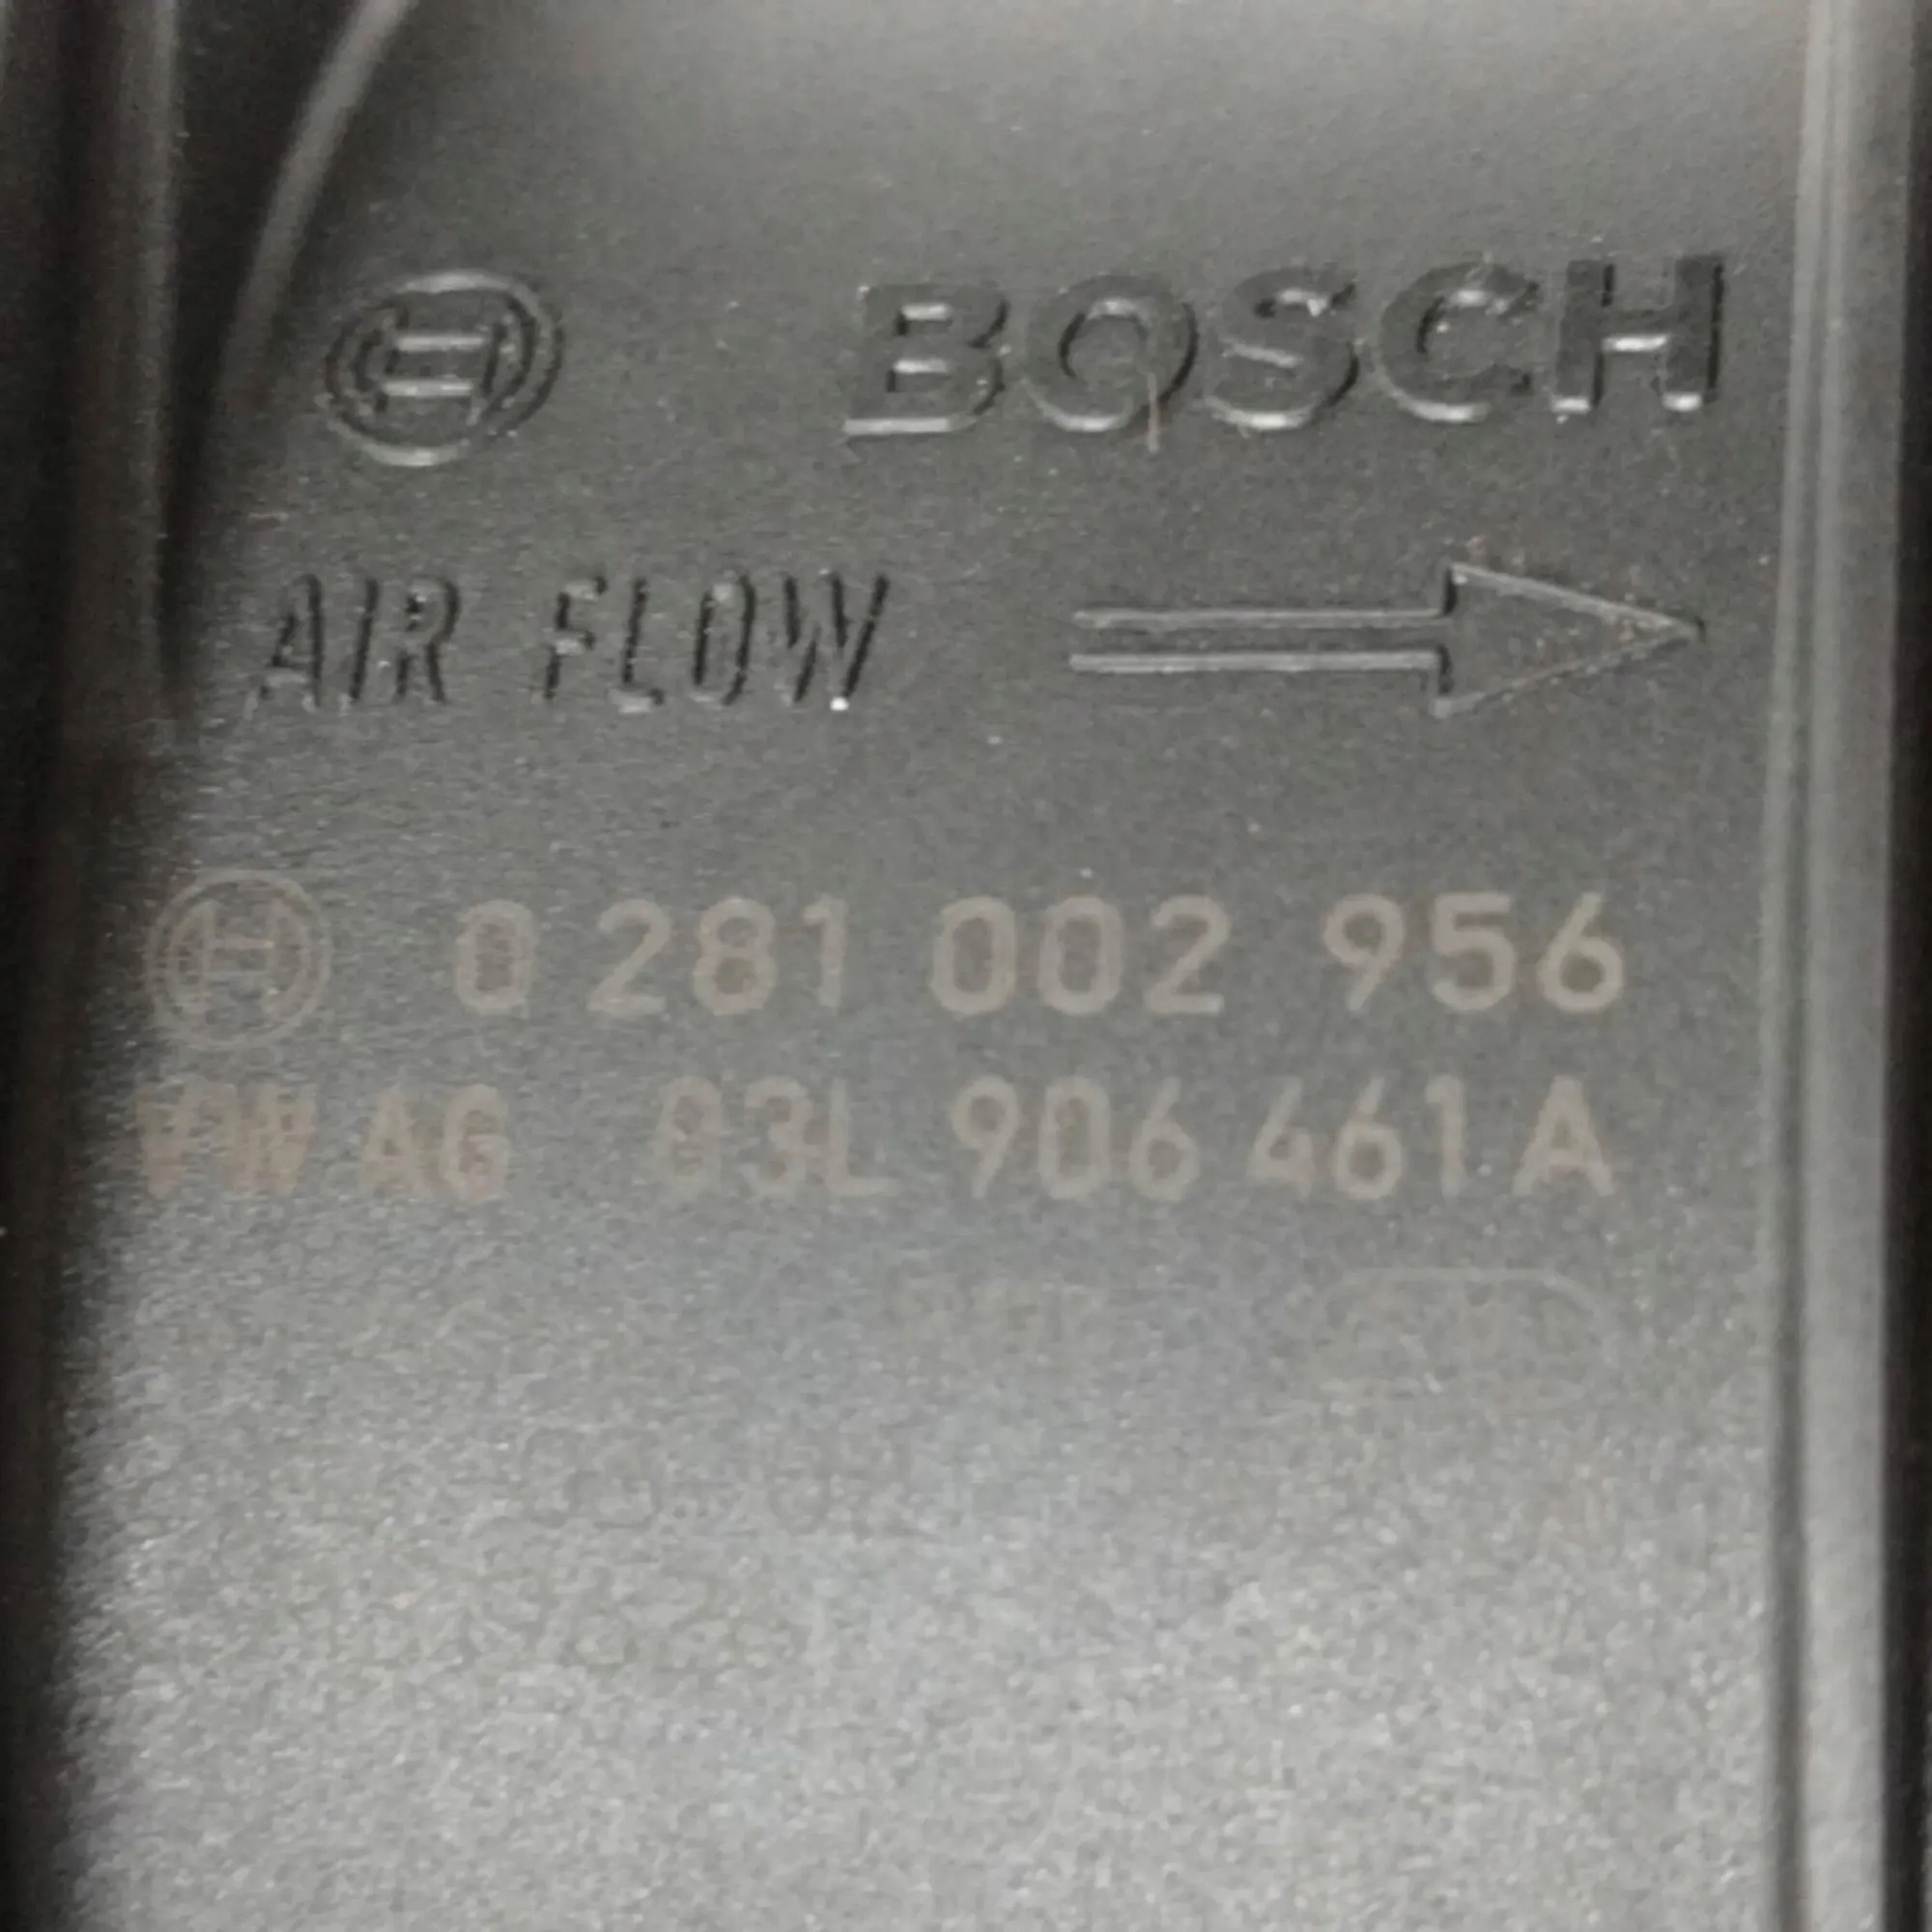 BOSCH
AIR FLOW
0 281 002 956
VW AG 03L 906 461 A